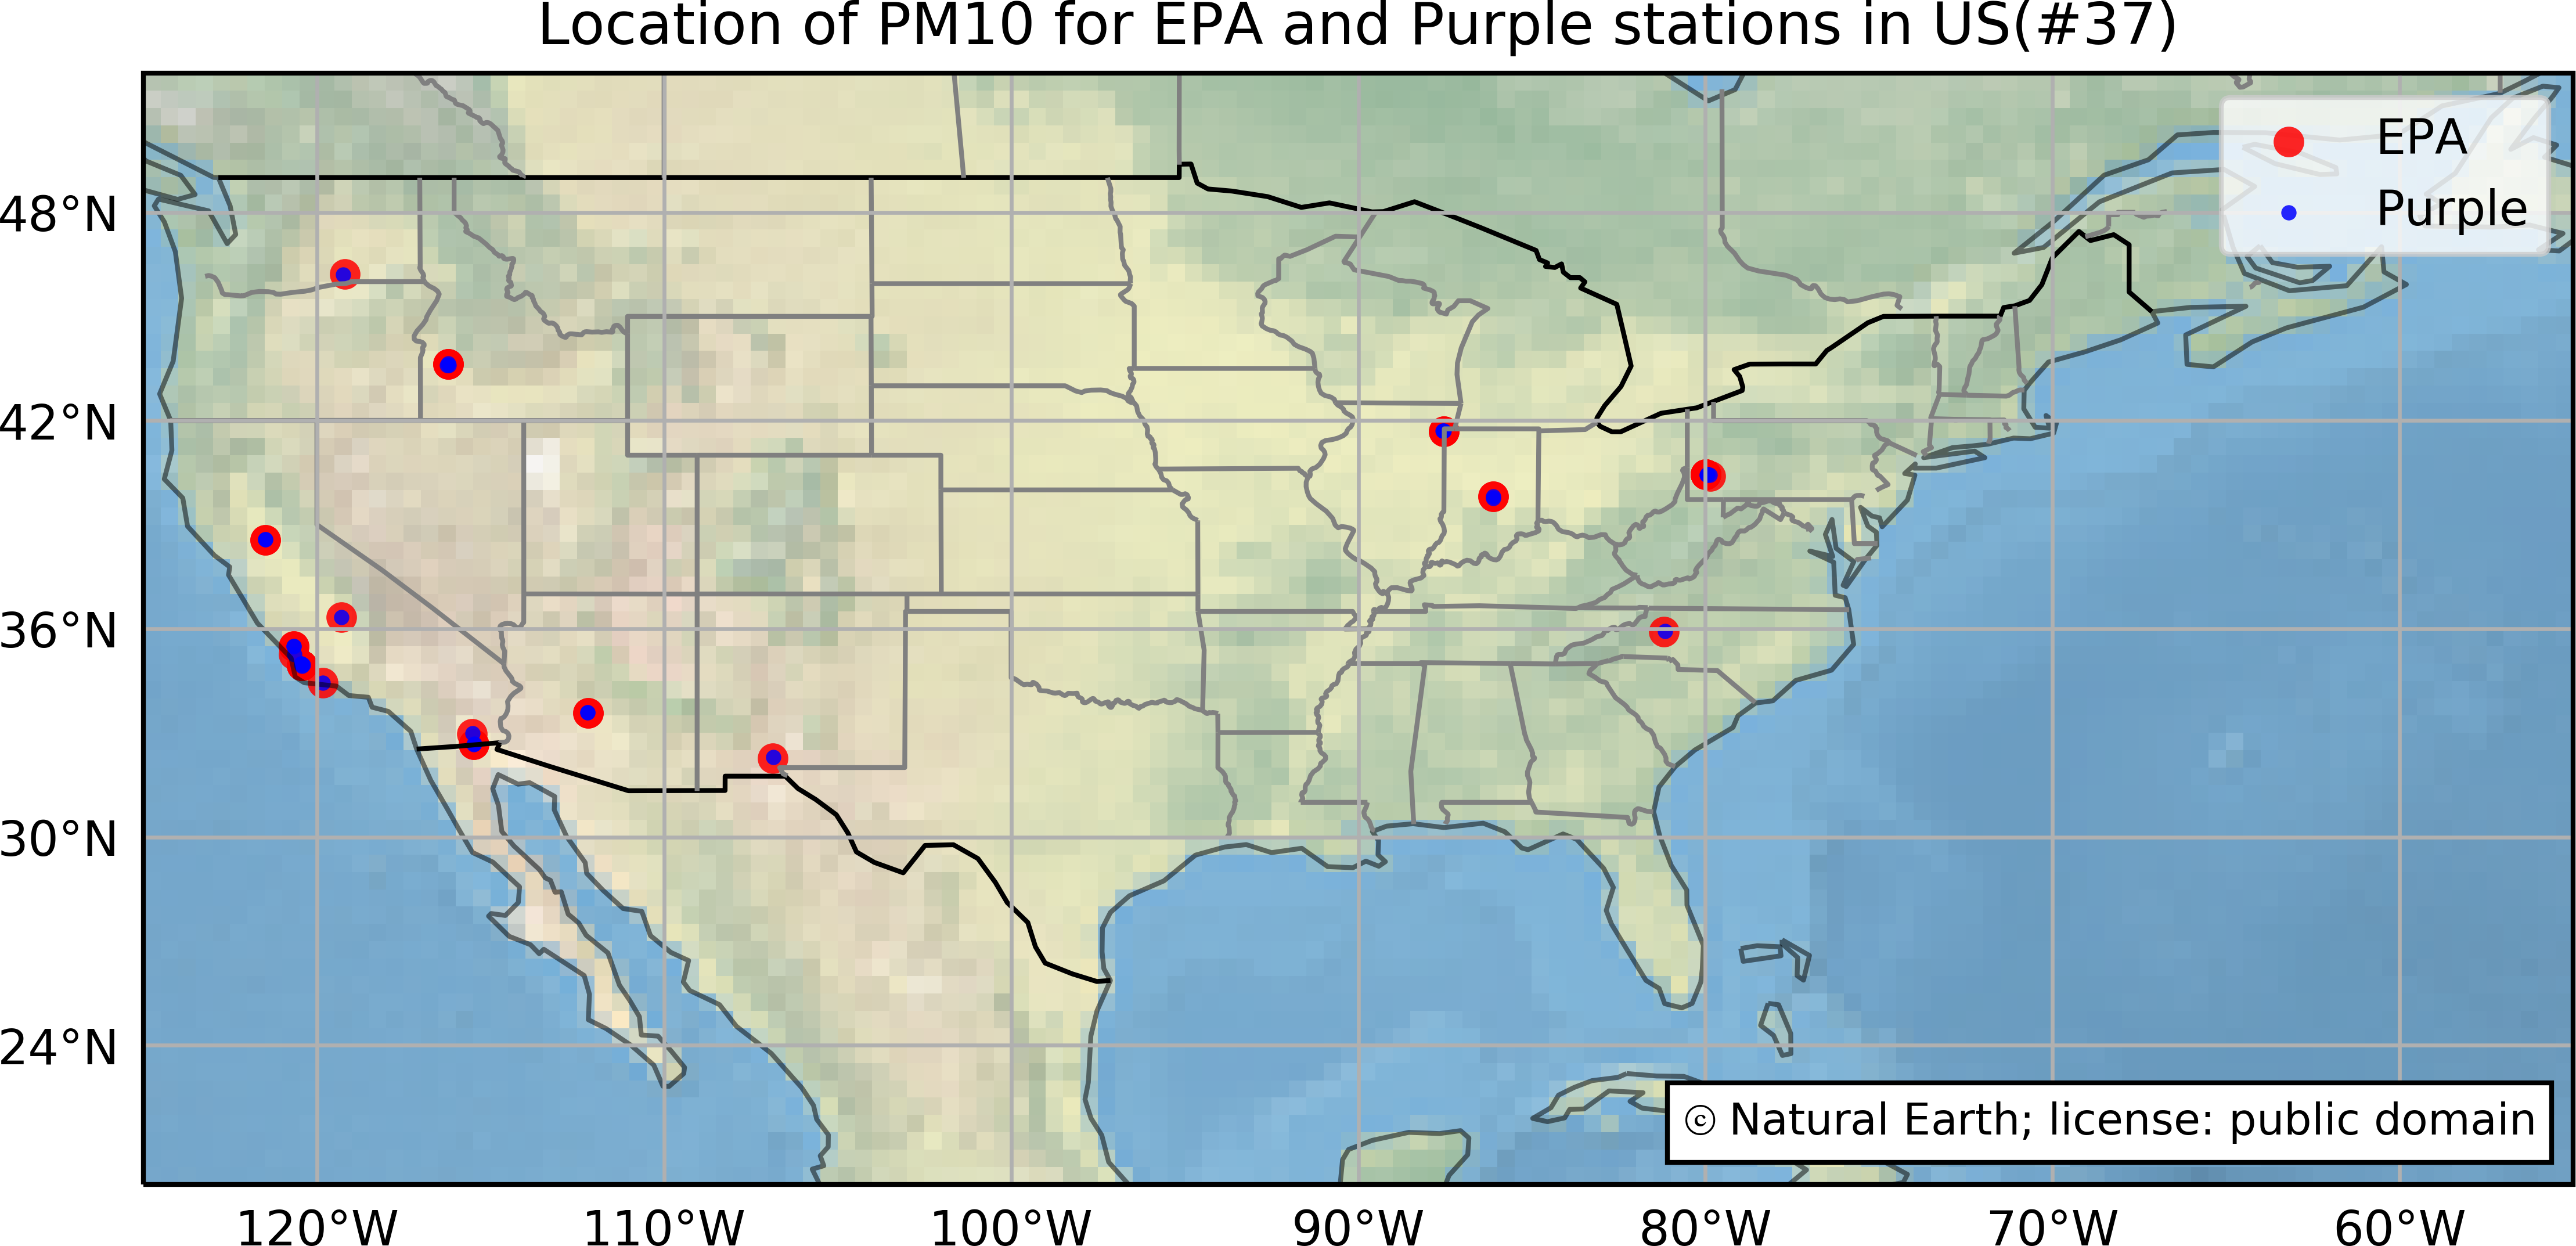 Location of PM10 for EPA and Purple stations in US(#37)
EPA
Purple
48°N
42°N
36°N
30°N
24°N
© Natural Earth; license: public domain
120°W 110°W 100°W 90°W 80°W 70°W 60°W